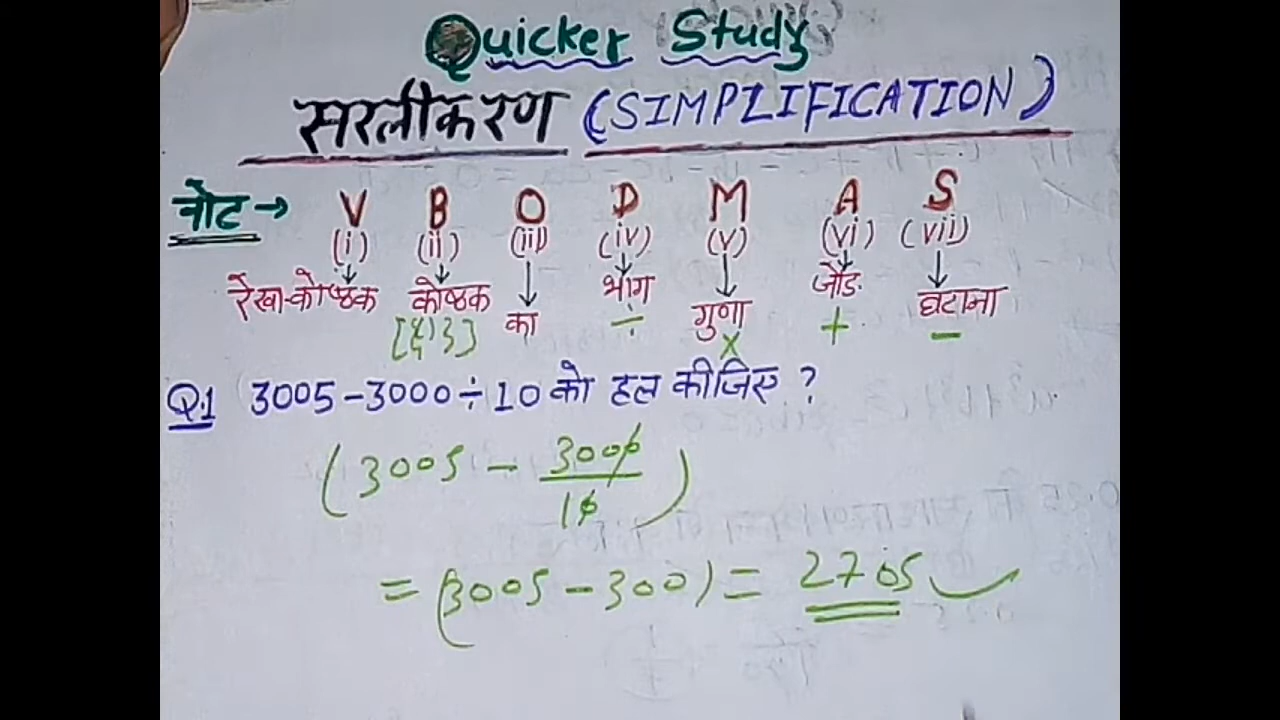 Quicker Study
सरलीकरण (SIMPLIFICATION)
नोट → V B O D M A S
(i) (ii) (iii) (iv) (v) (vi) (vii)
रेखा-कोष्ठक कोष्ठक का भाग गुणा जोड़ घटाना
[{()}] ÷ × + −
Q.1 3005 − 3000 ÷ 10 को हल कीजिए ?
(3005 − 3000/10)
= (3005 − 300) = 2705